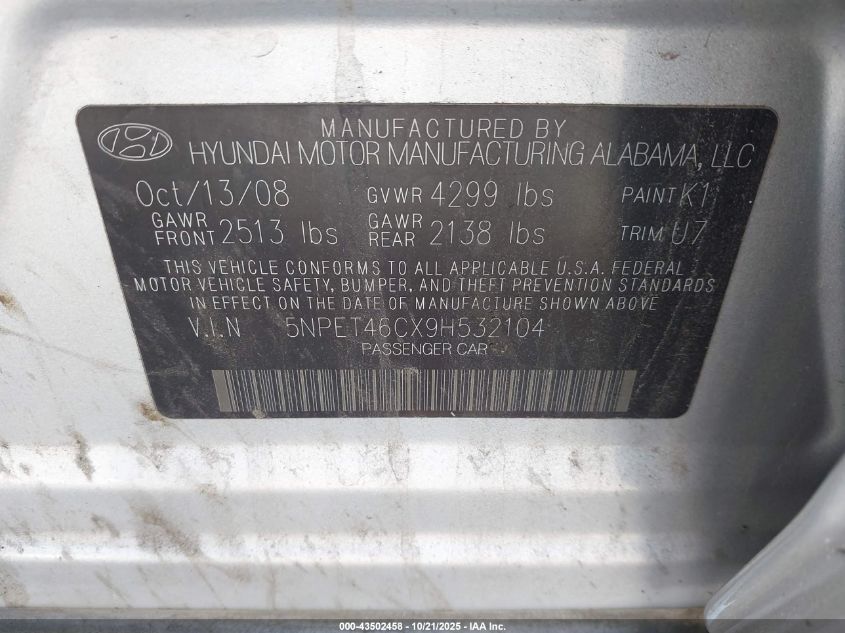 MANUFACTURED BY
HYUNDAI MOTOR MANUFACTURING ALABAMA, LLC
Oct/13/08 GVWR 4299 lbs PAINT K1
GAWR FRONT 2513 lbs GAWR REAR 2138 lbs TRIM U7
THIS VEHICLE CONFORMS TO ALL APPLICABLE U.S.A. FEDERAL
MOTOR VEHICLE SAFETY, BUMPER, AND THEFT PREVENTION STANDARDS
IN EFFECT ON THE DATE OF MANUFACTURE SHOWN ABOVE
V.I.N 5NPET46CX9H532104
PASSENGER CAR
000-43502458 - 10/21/2025 - IAA Inc.